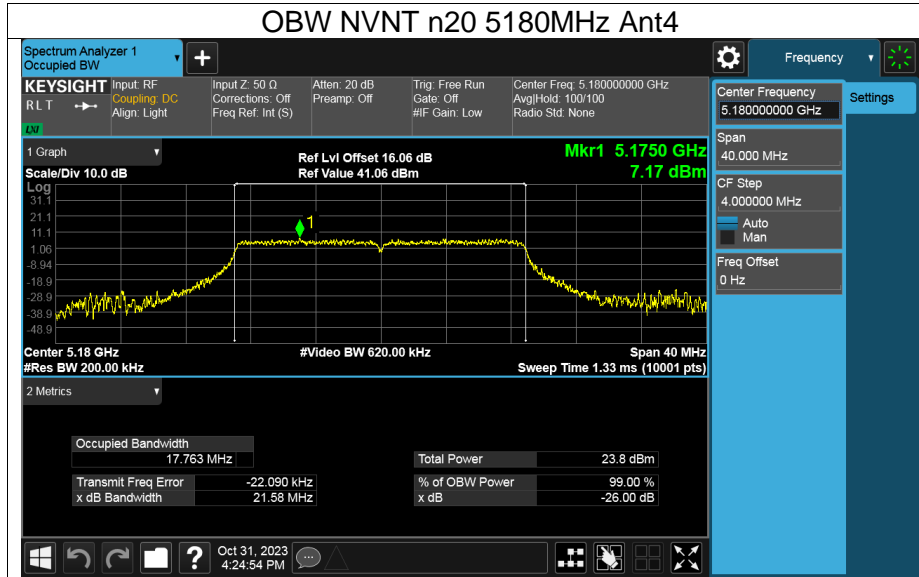 OBW NVNT n20 5180MHz Ant4
Spectrum Analyzer 1
Occupied BW
+
Frequency
KEYSIGHT
RLT
LXI
Input: RF
Coupling: DC
Align: Light
Input Z: 50 Ω
Corrections: Off
Freq Ref: Int (S)
Atten: 20 dB
Preamp: Off
Trig: Free Run
Gate: Off
#IF Gain: Low
Center Freq: 5.180000000 GHz
Avg|Hold: 100/100
Radio Std: None
Center Frequency
5.180000000 GHz
Settings
Span
40.000 MHz
CF Step
4.000000 MHz
Auto
Man
Freq Offset
0 Hz
1 Graph
Scale/Div 10.0 dB
Ref Lvl Offset 16.06 dB
Ref Value 41.06 dBm
Mkr1 5.1750 GHz
7.17 dBm
Log
31.1
21.1
11.1
1.06
-8.94
-18.9
-28.9
-38.9
-48.9
1
Center 5.18 GHz
#Res BW 200.00 kHz
#Video BW 620.00 kHz
Span 40 MHz
Sweep Time 1.33 ms (10001 pts)
2 Metrics
Occupied Bandwidth
17.763 MHz
Total Power 23.8 dBm
Transmit Freq Error -22.090 kHz
% of OBW Power 99.00 %
x dB Bandwidth 21.58 MHz
x dB -26.00 dB
?
Oct 31, 2023
4:24:54 PM